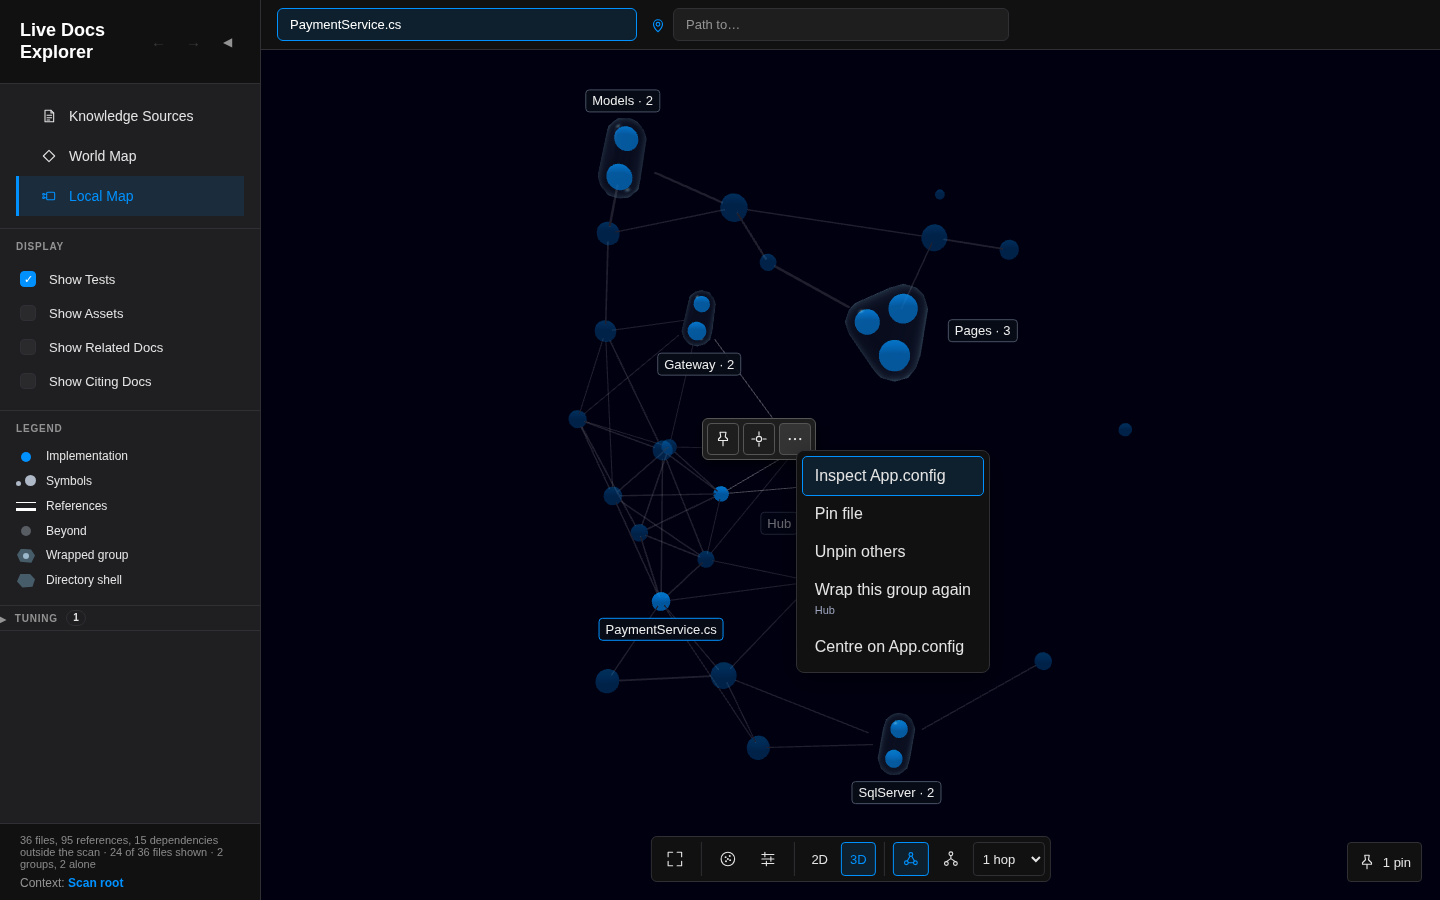 Live Docs
Explorer
PaymentService.cs
Path to…
Knowledge Sources
World Map
Local Map
DISPLAY
Show Tests
Show Assets
Show Related Docs
Show Citing Docs
LEGEND
Implementation
Symbols
References
Beyond
Wrapped group
Directory shell
TUNING 1
36 files, 95 references, 15 dependencies
outside the scan · 24 of 36 files shown · 2
groups, 2 alone
Context: Scan root
Models · 2
Pages · 3
Gateway · 2
Hub
PaymentService.cs
SqlServer · 2
Inspect App.config
Pin file
Unpin others
Wrap this group again
Hub
Centre on App.config
2D
3D
1 hop
1 pin